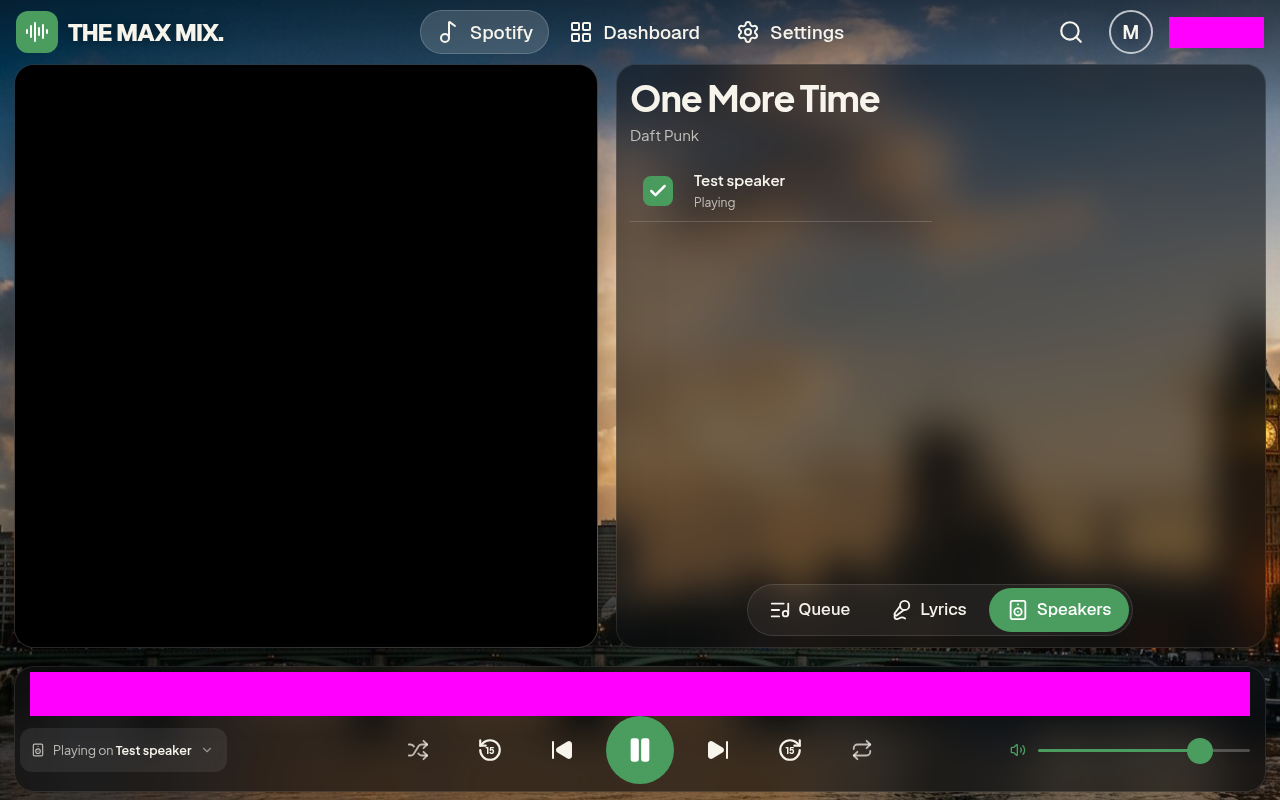 THE MAX MIX.
Spotify
Dashboard
Settings
M
One More Time
Daft Punk
Test speaker
Playing
Queue
Lyrics
Speakers
Playing on Test speaker
15
15